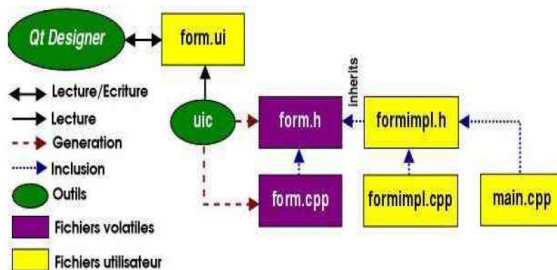 Qt Designer
form.ui
Lecture/Ecriture
Lecture
uic
form.h
inherits
formimpl.h
Generation
Inclusion
Outils
form.cpp
formimpl.cpp
main.cpp
Fichiers volatiles
Fichiers utilisateur